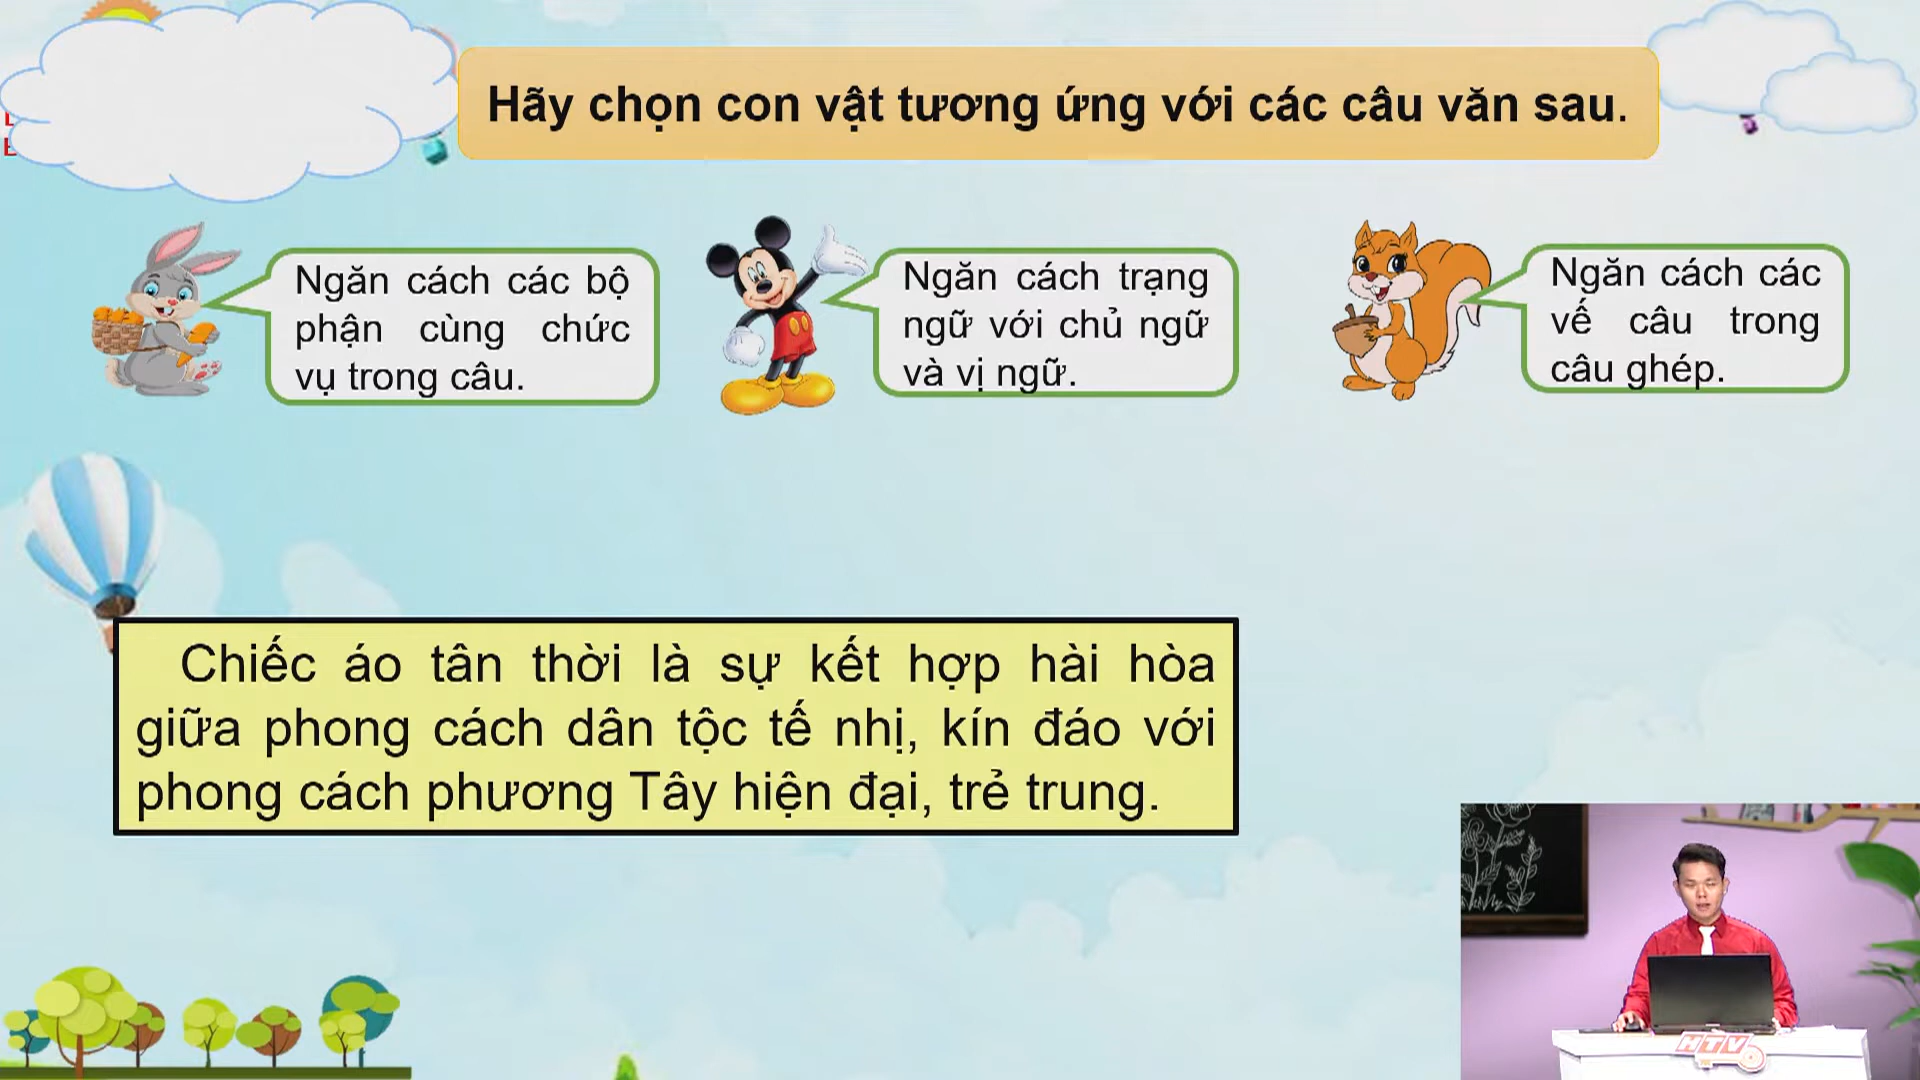 Hãy chọn con vật tương ứng với các câu văn sau.
Ngăn cách các bộ
phận cùng chức
vụ trong câu.
Ngăn cách trạng
ngữ với chủ ngữ
và vị ngữ.
Ngăn cách các
vế câu trong
câu ghép.
Chiếc áo tân thời là sự kết hợp hài hòa
giữa phong cách dân tộc tế nhị, kín đáo với
phong cách phương Tây hiện đại, trẻ trung.
HTV